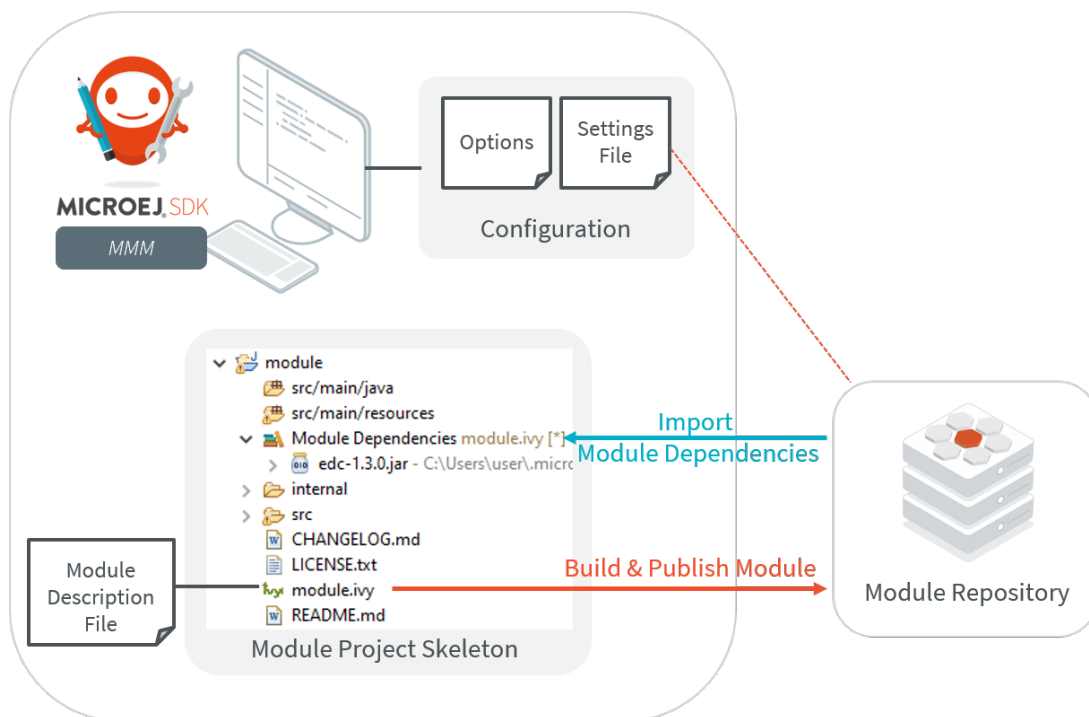 MICROEJ® SDK
MMM
Options
Settings
File
Configuration
module
src/main/java
src/main/resources
Module Dependencies module.ivy [*]
edc-1.3.0.jar - C:\Users\user\.micro
internal
src
CHANGELOG.md
LICENSE.txt
module.ivy
README.md
Module Project Skeleton
Module
Description
File
Import
Module Dependencies
Build & Publish Module
Module Repository